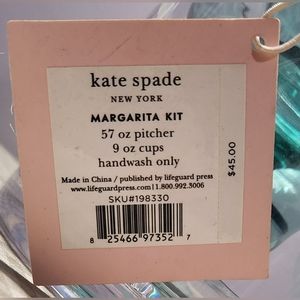 kate spade
NEW YORK
MARGARITA KIT
57 oz pitcher
9 oz cups
handwash only
Made in China / published by lifeguard press
www.lifeguardpress.com | 1.800.992.3006
SKU#198330
8 25466 97352 7
$45.00